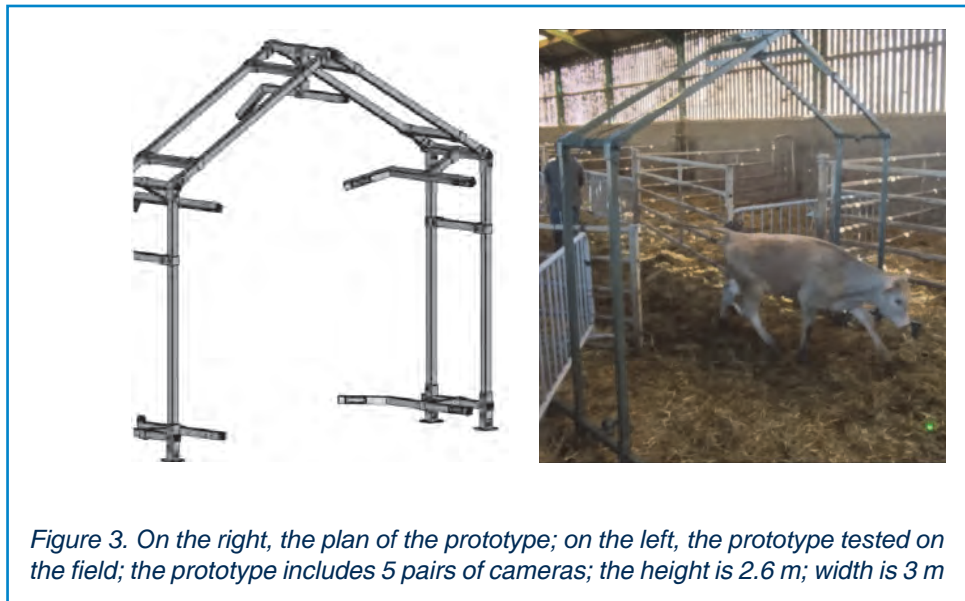 Figure 3. On the right, the plan of the prototype; on the left, the prototype tested on
the field; the prototype includes 5 pairs of cameras; the height is 2.6 m; width is 3 m